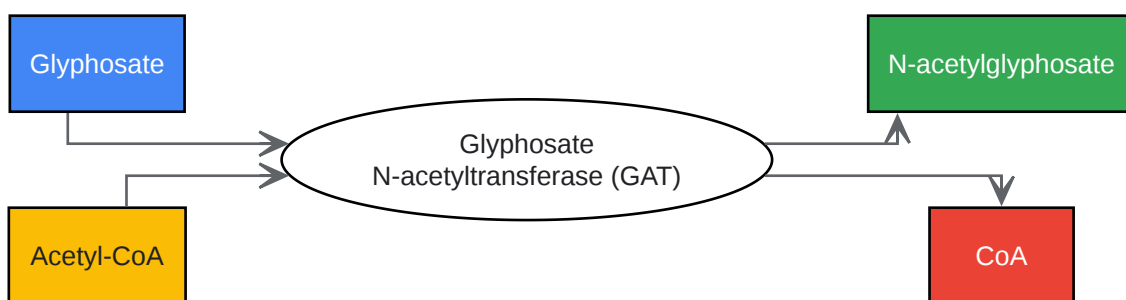 Glyphosate
N-acetylglyphosate
Glyphosate
N-acetyltransferase (GAT)
Acetyl-CoA
CoA